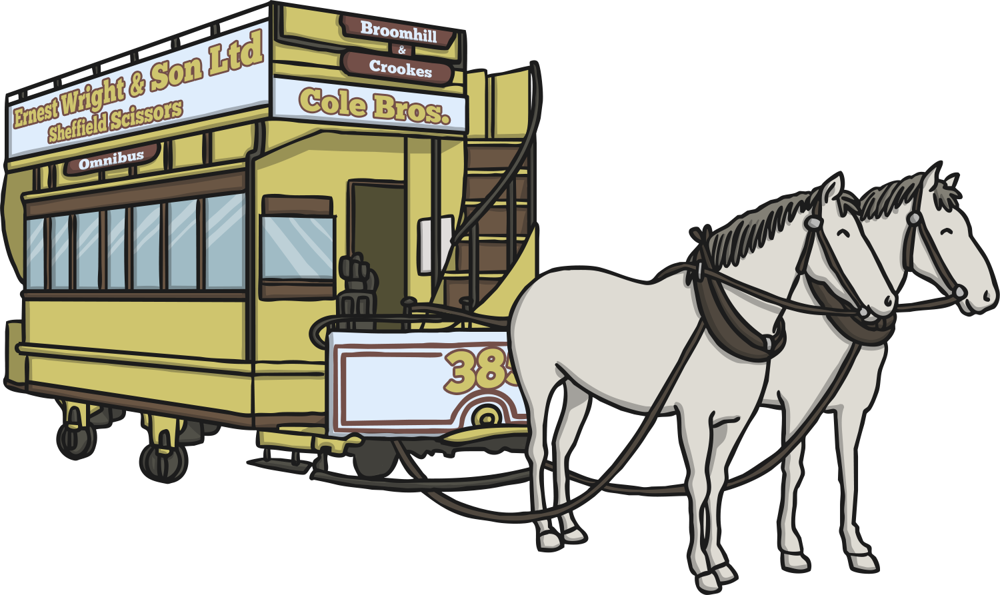 Broomhill
&
Crookes
Ernest Wright & Son Ltd
Sheffield Scissors
Cole Bros.
Omnibus
38